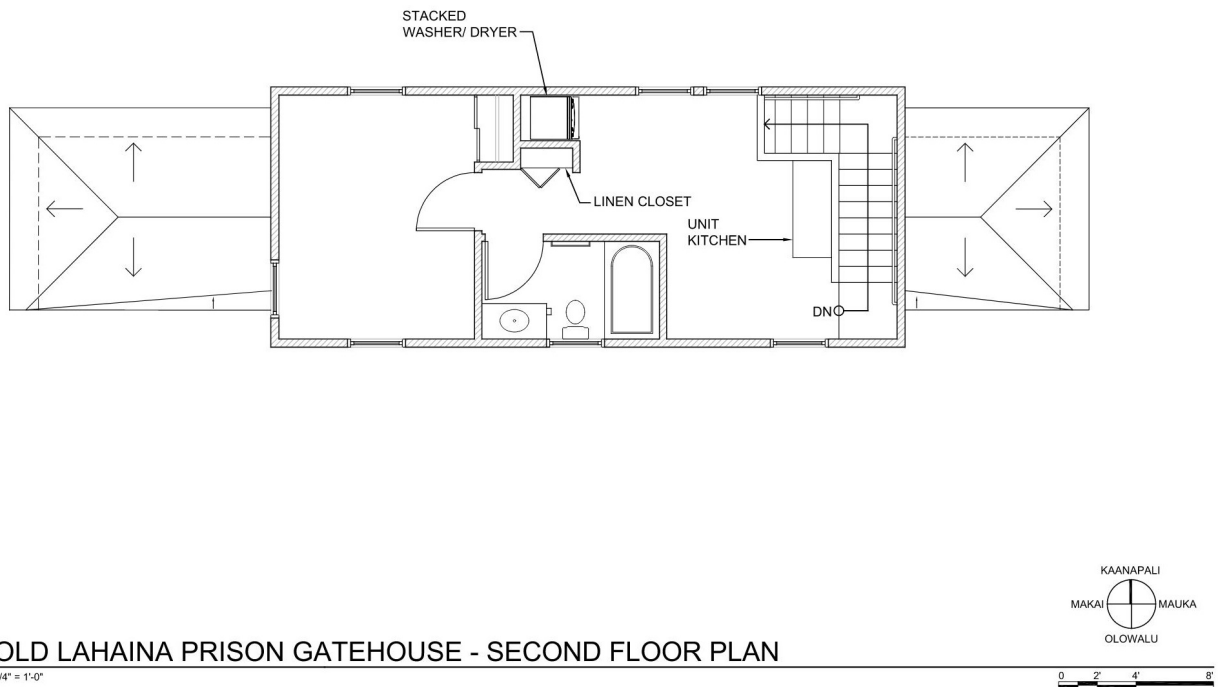 STACKED
WASHER/ DRYER
LINEN CLOSET
UNIT
KITCHEN
DN
KAANAPALI
MAKAI
MAUKA
OLOWALU
OLD LAHAINA PRISON GATEHOUSE - SECOND FLOOR PLAN
/4" = 1'-0"
0 2' 4' 8'